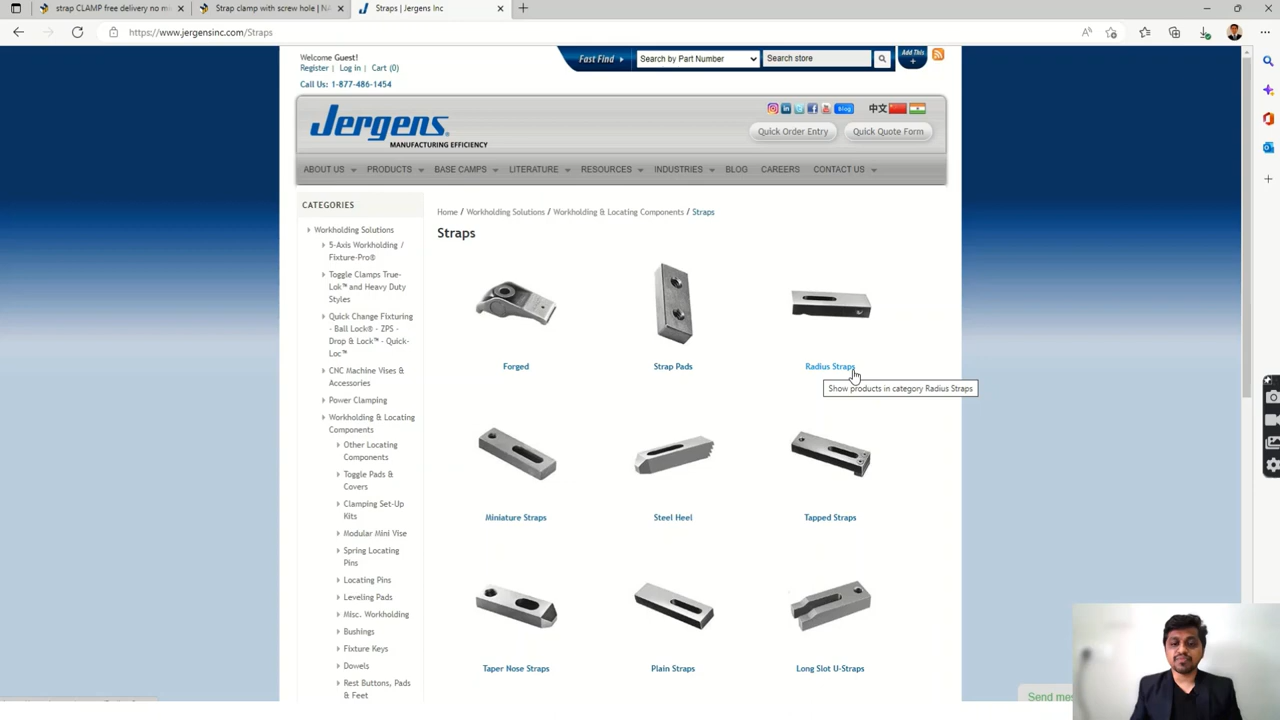 strap CLAMP free delivery no mi
Strap clamp with screw hole | NA
Straps | Jergens Inc
https://www.jergensinc.com/Straps
Welcome Guest!
Register Log in Cart (0)
Call Us: 1-877-486-1454
Fast Find
Search by Part Number
Search store
Add This
+
Jergens
MANUFACTURING EFFICIENCY
Blog
中文
Quick Order Entry
Quick Quote Form
ABOUT US PRODUCTS BASE CAMPS LITERATURE RESOURCES INDUSTRIES BLOG CAREERS CONTACT US
CATEGORIES
Workholding Solutions
5-Axis Workholding /
Fixture-Pro®
Toggle Clamps True-
Lok™ and Heavy Duty
Styles
Quick Change Fixturing
- Ball Lock® - ZPS -
Drop & Lock™ - Quick-
Loc™
CNC Machine Vises &
Accessories
Power Clamping
Workholding & Locating
Components
Other Locating
Components
Toggle Pads &
Covers
Clamping Set-Up
Kits
Modular Mini Vise
Spring Locating
Pins
Locating Pins
Leveling Pads
Misc. Workholding
Bushings
Fixture Keys
Dowels
Rest Buttons, Pads
& Feet
Home / Workholding Solutions / Workholding & Locating Components / Straps
Straps
Forged
Strap Pads
Radius Straps
Show products in category Radius Straps
Miniature Straps
Steel Heel
Tapped Straps
Taper Nose Straps
Plain Straps
Long Slot U-Straps
Send mes